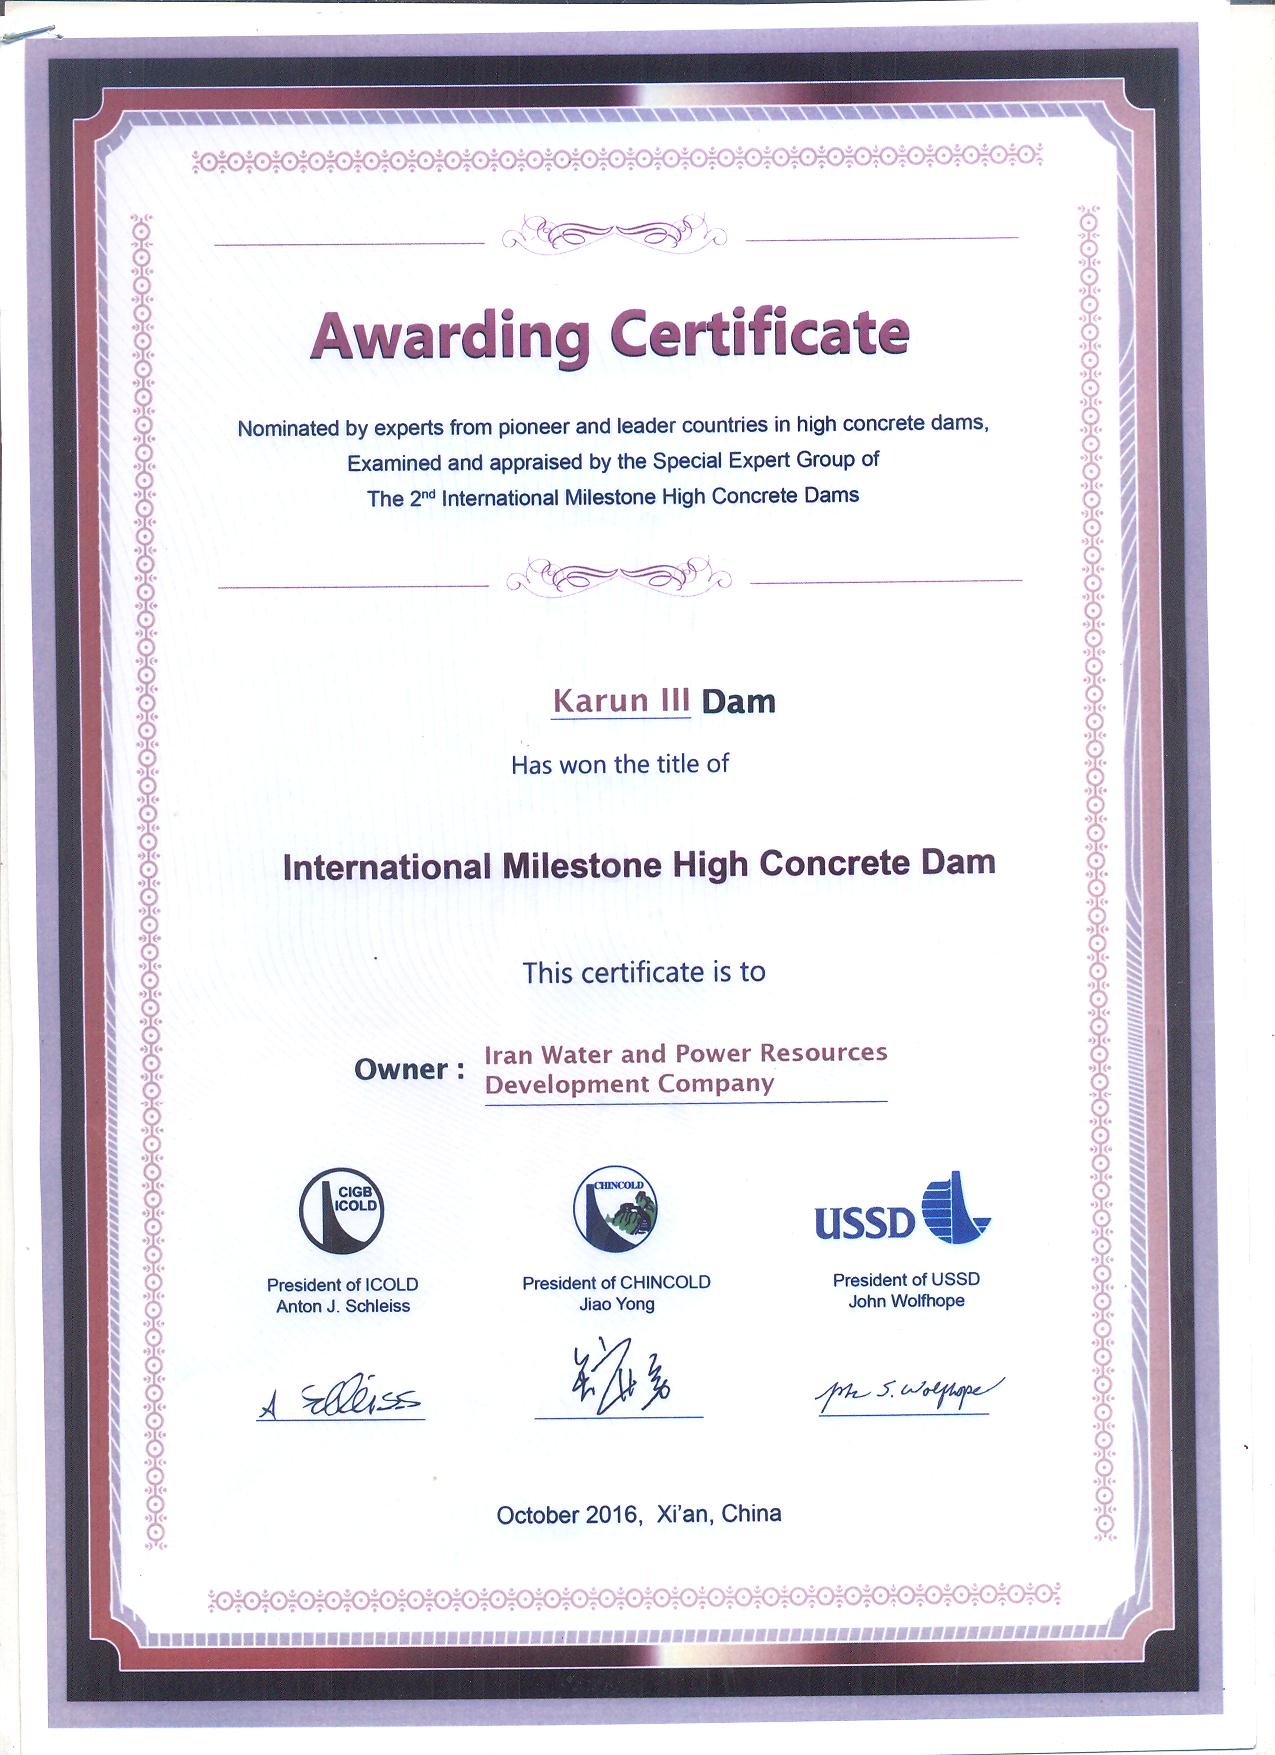 Awarding Certificate
Nominated by experts from pioneer and leader countries in high concrete dams,
Examined and appraised by the Special Expert Group of
The 2nd International Milestone High Concrete Dams
Karun III Dam
Has won the title of
International Milestone High Concrete Dam
This certificate is to
Owner : Iran Water and Power Resources
Development Company
CIGB
ICOLD
CHINCOLD
USSD
President of ICOLD
Anton J. Schleiss
President of CHINCOLD
Jiao Yong
President of USSD
John Wolfhope
A Schleiss
S. Wolfhope
October 2016, Xi'an, China